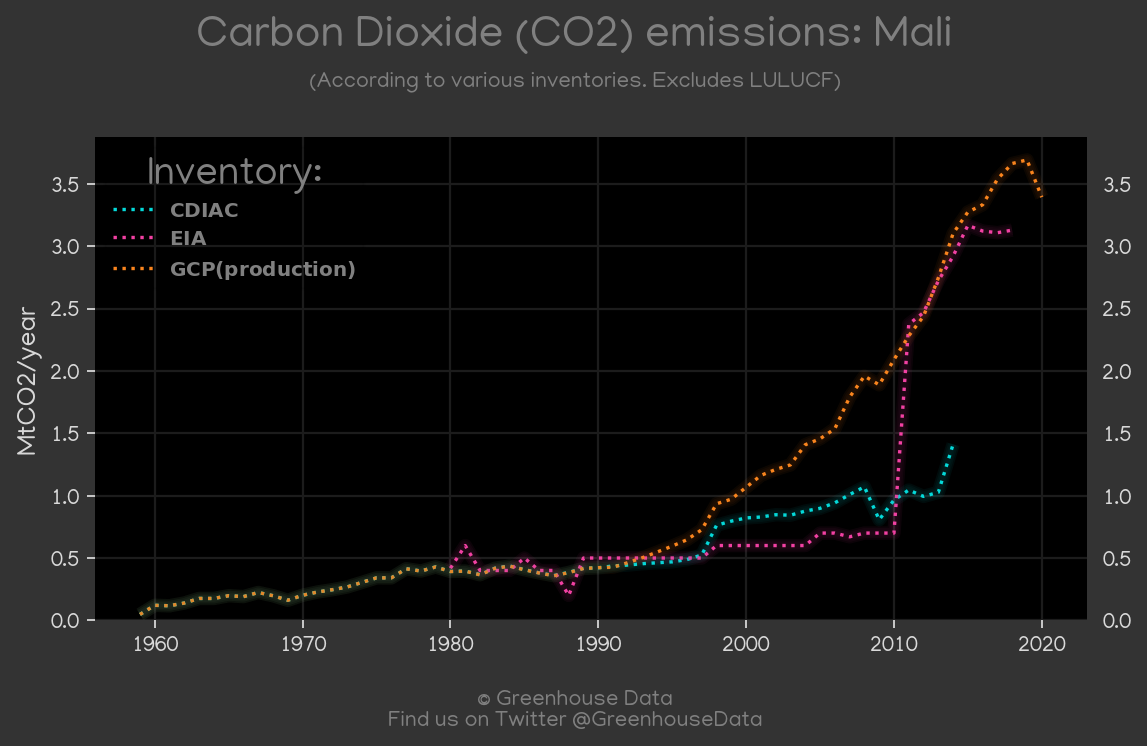 Carbon Dioxide (CO2) emissions: Mali
(According to various inventories. Excludes LULUCF)
Inventory:
CDIAC
EIA
GCP(production)
MtCO2/year
3.5 3.5
3.0 3.0
2.5 2.5
2.0 2.0
1.5 1.5
1.0 1.0
0.5 0.5
0.0 0.0
1960 1970 1980 1990 2000 2010 2020
© Greenhouse Data
Find us on Twitter @GreenhouseData